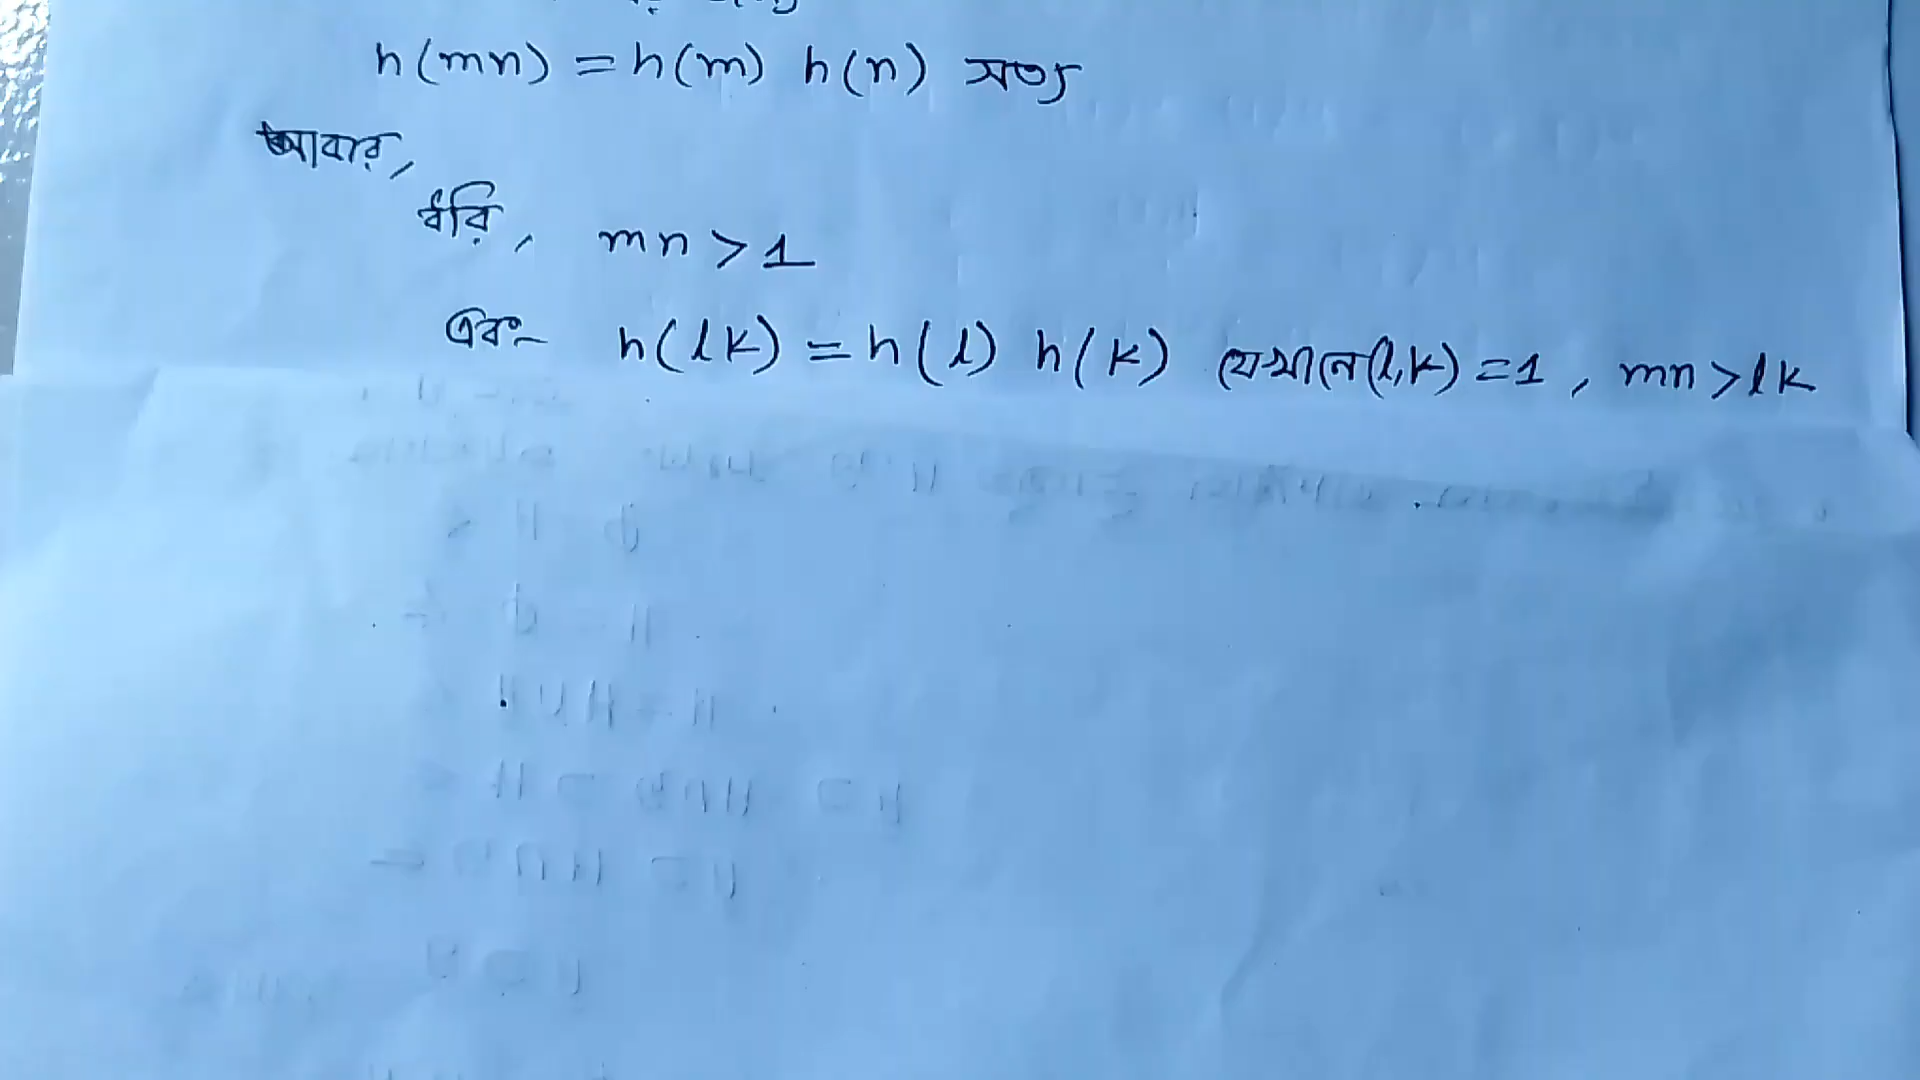 h(mn) = h(m) h(n) সত্য
আবার,
ধরি, mn > 1
এবং h(lk) = h(l) h(k) যেখানে (l,k) = 1, mn > lk